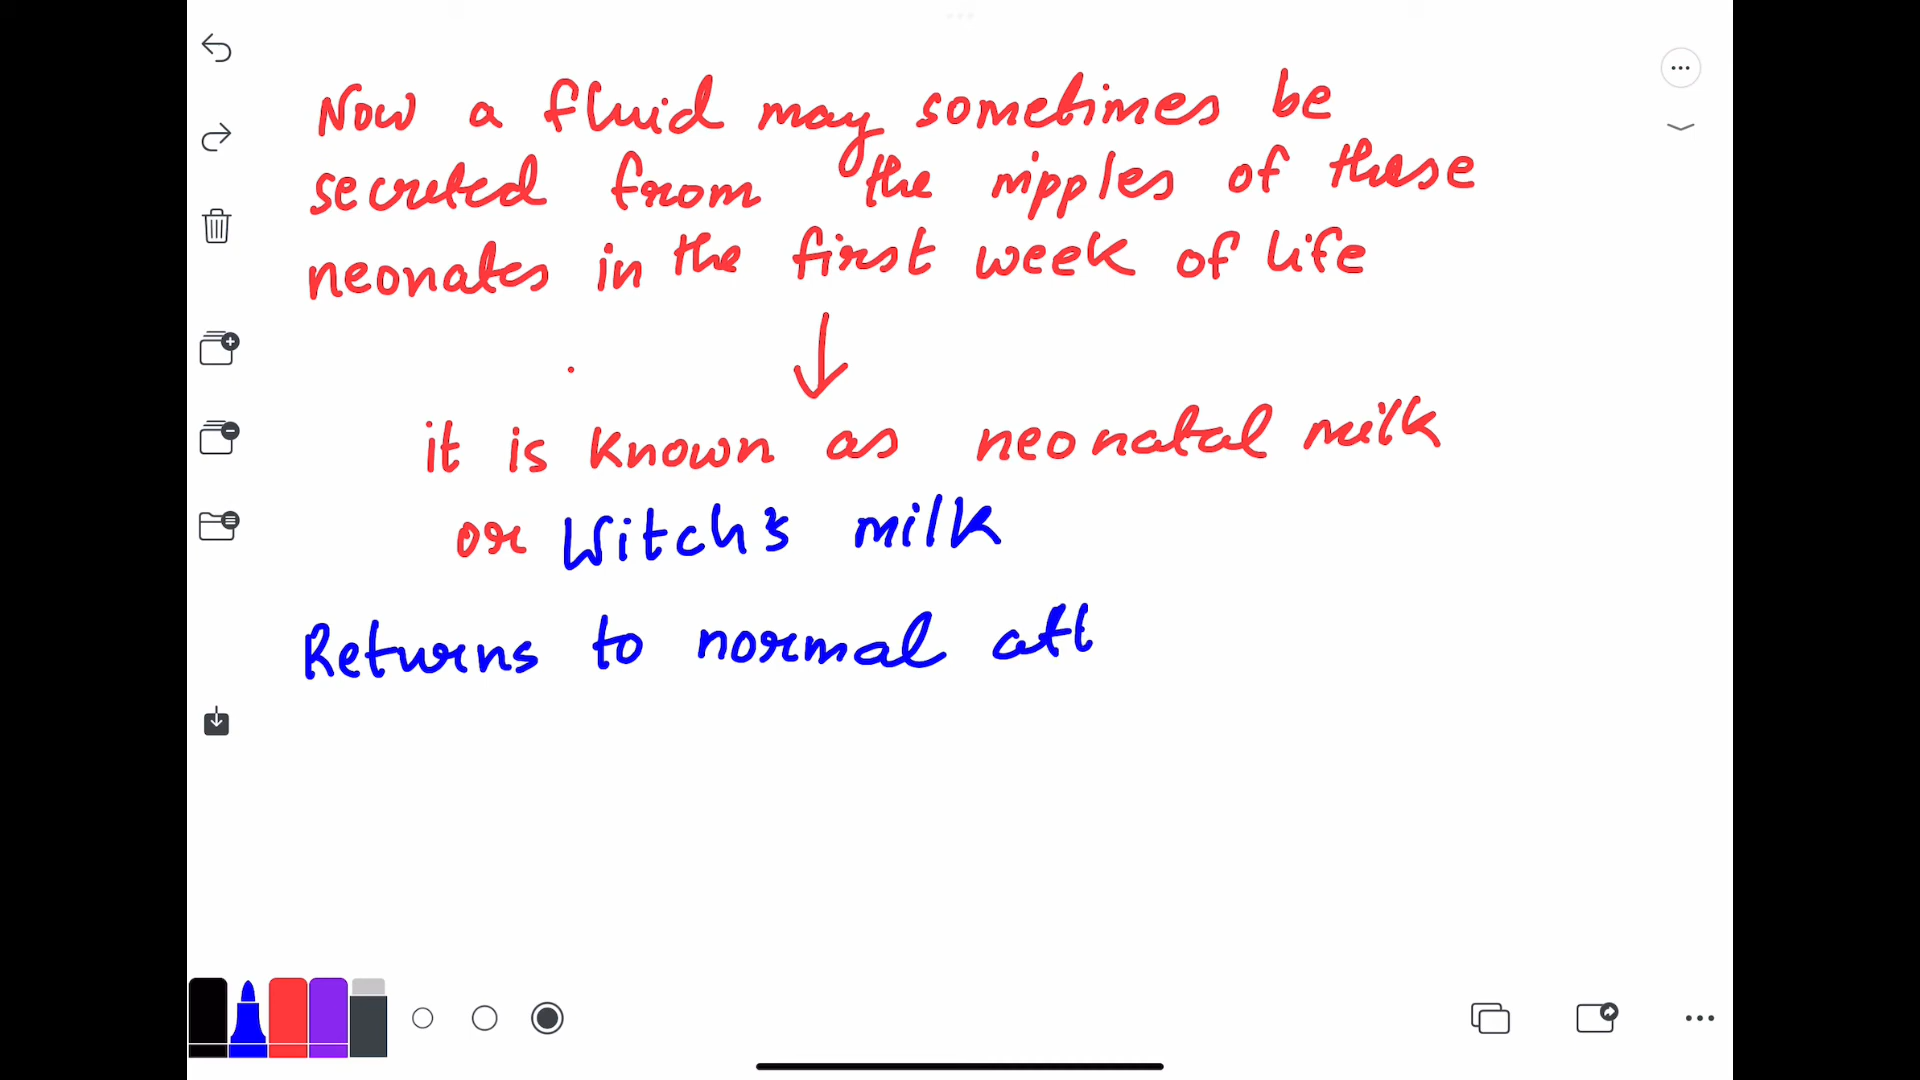 Now a fluid may sometimes be
secreted from the nipples of these
neonates in the first week of life
it is known as neonatal milk
or Witch's milk
Returns to normal aft